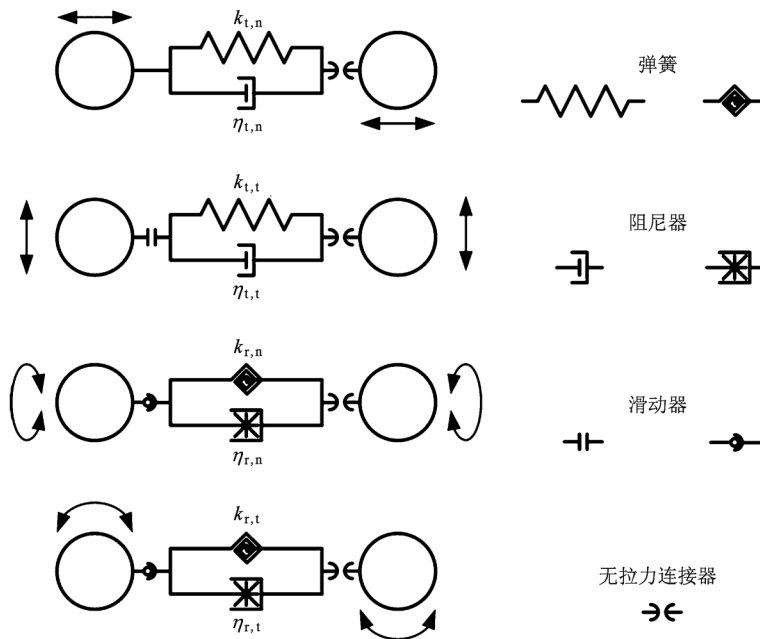 k_{t,n}
η_{t,n}
k_{t,t}
η_{t,t}
k_{r,n}
η_{r,n}
k_{r,t}
η_{r,t}
弹簧
阻尼器
滑动器
无拉力连接器